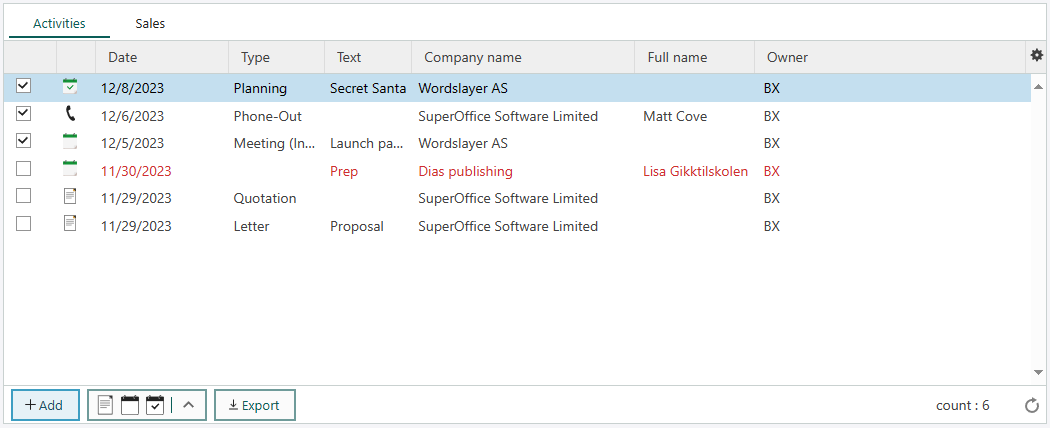 Activities Sales
Date Type Text Company name Full name Owner
12/8/2023 Planning Secret Santa Wordslayer AS BX
12/6/2023 Phone-Out SuperOffice Software Limited Matt Cove BX
12/5/2023 Meeting (In... Launch pa... Wordslayer AS BX
11/30/2023 Prep Dias publishing Lisa Gikktilskolen BX
11/29/2023 Quotation SuperOffice Software Limited BX
11/29/2023 Letter Proposal SuperOffice Software Limited BX
+ Add Export count : 6